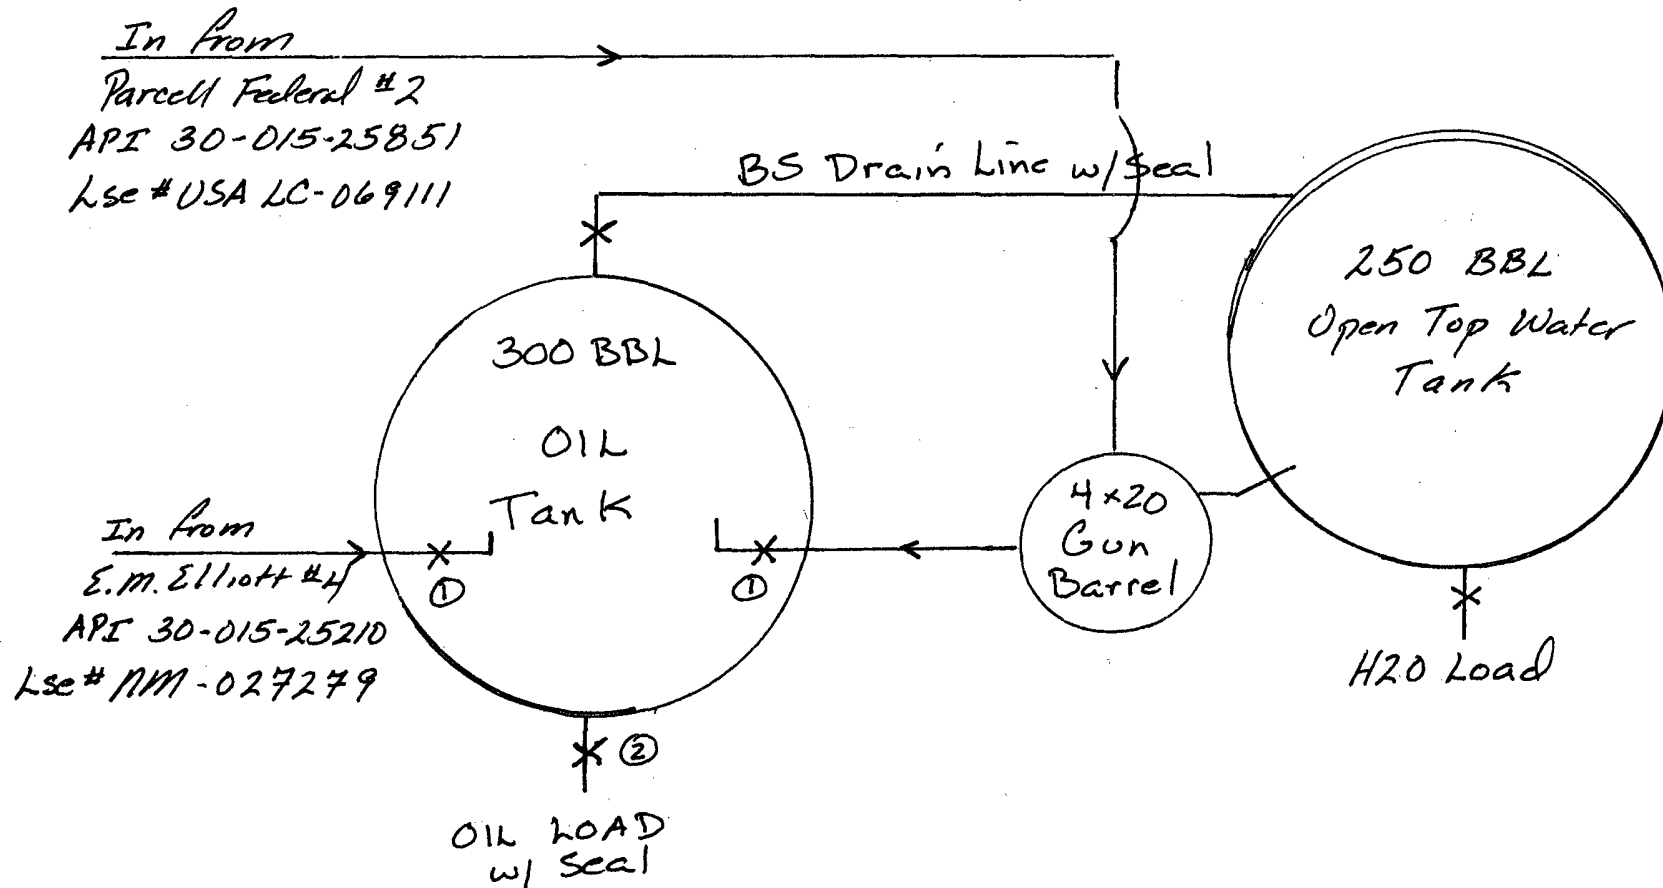 In from
Parcell Federal #2
API 30-015-25851
Lse # USA LC-069111
BS Drain Line w/Seal
250 BBL
Open Top Water
Tank
300 BBL
OIL
Tank
4x20
Gun
Barrel
In from
E.M. Elliott #4
API 30-015-25210
Lse # NM-027279
①
①
②
H20 Load
OIL LOAD
w/ Seal